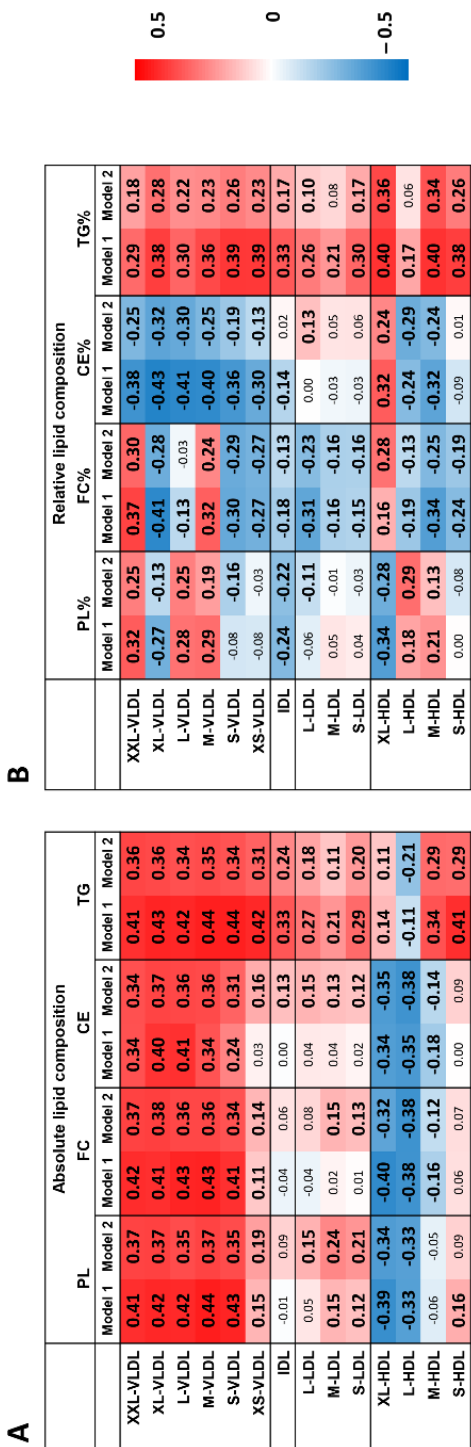 A
Absolute lipid composition
PL FC CE TG
Model 1 Model 2 Model 1 Model 2 Model 1 Model 2 Model 1 Model 2
XXL-VLDL 0.41 0.37 0.42 0.37 0.34 0.34 0.41 0.36
XL-VLDL 0.42 0.37 0.41 0.38 0.40 0.37 0.43 0.36
L-VLDL 0.42 0.35 0.43 0.36 0.41 0.36 0.42 0.34
M-VLDL 0.44 0.37 0.43 0.36 0.34 0.36 0.44 0.35
S-VLDL 0.43 0.35 0.41 0.34 0.24 0.31 0.44 0.34
XS-VLDL 0.15 0.19 0.11 0.14 0.03 0.16 0.42 0.31
IDL -0.01 0.09 -0.04 0.06 0.00 0.13 0.33 0.24
L-LDL 0.05 0.15 -0.04 0.08 0.04 0.15 0.27 0.18
M-LDL 0.15 0.24 0.02 0.15 0.04 0.13 0.21 0.11
S-LDL 0.12 0.21 0.01 0.13 0.02 0.12 0.29 0.20
XL-HDL -0.39 -0.34 -0.40 -0.32 -0.34 -0.35 0.14 0.11
L-HDL -0.33 -0.33 -0.38 -0.38 -0.35 -0.38 -0.11 -0.21
M-HDL -0.06 -0.05 -0.16 -0.12 -0.18 -0.14 0.34 0.29
S-HDL 0.16 0.09 0.06 0.07 0.00 0.09 0.41 0.29
B
Relative lipid composition
PL% FC% CE% TG%
Model 1 Model 2 Model 1 Model 2 Model 1 Model 2 Model 1 Model 2
XXL-VLDL 0.32 0.25 0.37 0.30 -0.38 -0.25 0.29 0.18
XL-VLDL -0.27 -0.13 -0.41 -0.28 -0.43 -0.32 0.38 0.28
L-VLDL 0.28 0.25 -0.13 -0.03 -0.41 -0.30 0.30 0.22
M-VLDL 0.29 0.19 0.32 0.24 -0.40 -0.25 0.36 0.23
S-VLDL -0.08 -0.16 -0.30 -0.29 -0.36 -0.19 0.39 0.26
XS-VLDL -0.08 -0.03 -0.27 -0.27 -0.30 -0.13 0.39 0.23
IDL -0.24 -0.22 -0.18 -0.13 -0.14 0.02 0.33 0.17
L-LDL -0.06 -0.11 -0.31 -0.23 0.00 0.13 0.26 0.10
M-LDL 0.05 -0.01 -0.16 -0.16 -0.03 0.05 0.21 0.08
S-LDL 0.04 -0.03 -0.15 -0.16 -0.03 0.06 0.30 0.17
XL-HDL -0.34 -0.28 0.16 0.28 0.32 0.24 0.40 0.36
L-HDL 0.18 0.29 -0.19 -0.13 -0.24 -0.29 0.17 0.06
M-HDL 0.21 0.13 -0.34 -0.25 -0.32 -0.24 0.40 0.34
S-HDL 0.00 -0.08 -0.24 -0.19 -0.09 0.01 0.38 0.26
0.5
0
– 0.5